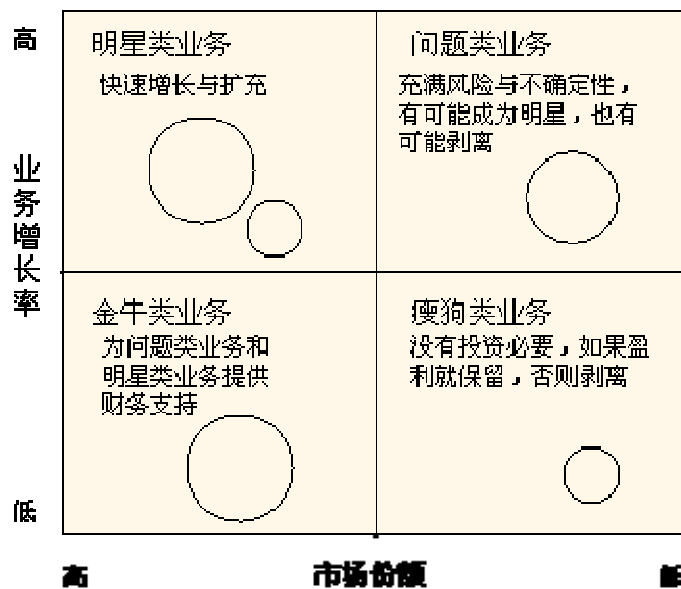 高
明星类业务
快速增长与扩充
问题类业务
充满风险与不确定性，
有可能成为明星，也有
可能剥离
业务增长率
金牛类业务
为问题类业务和
明星类业务提供
财务支持
瘦狗类业务
没有投资必要，如果盈
利就保留，否则剥离
低
高
市场份额